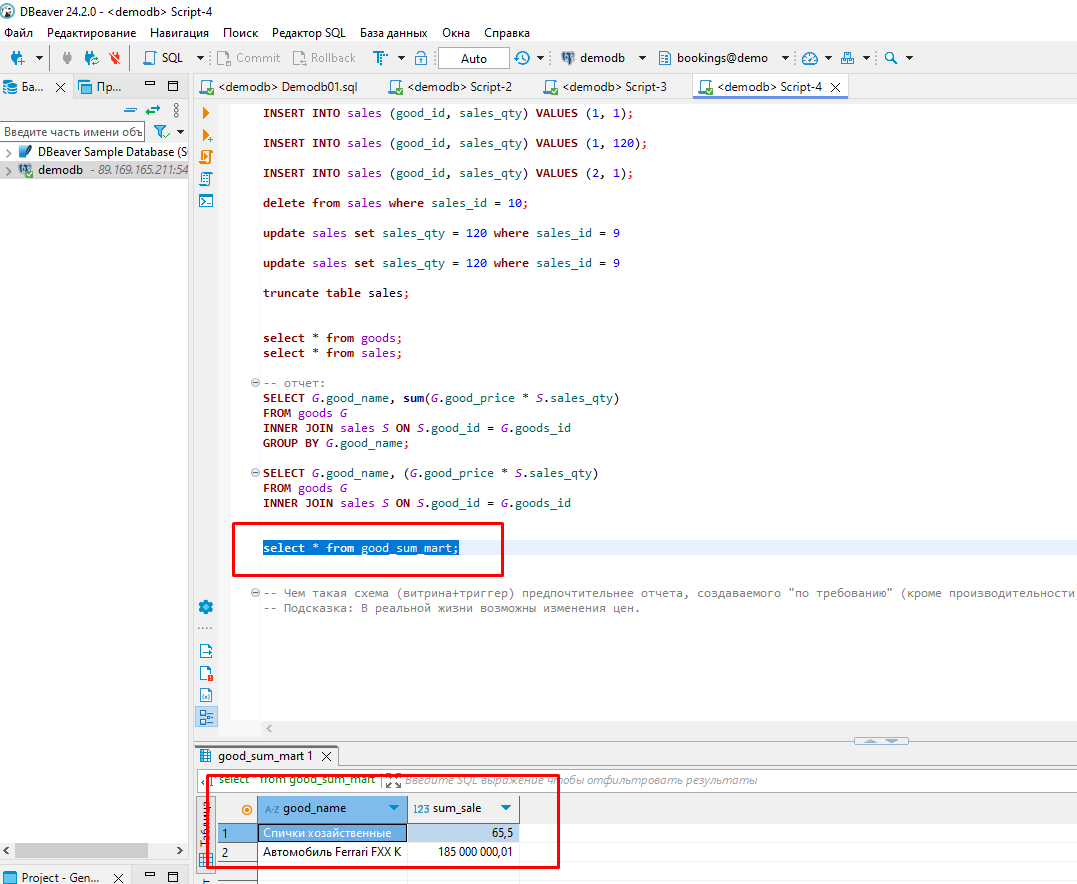 DBeaver 24.2.0 - <demodb> Script-4
Файл Редактирование Навигация Поиск Редактор SQL База данных Окна Справка
SQL Commit Rollback Auto demodb bookings@demo
Ба... Пр... <demodb> Demodb01.sql <demodb> Script-2 <demodb> Script-3 <demodb> Script-4
Введите часть имени объ
DBeaver Sample Database (S
demodb - 89.169.165.211:54
INSERT INTO sales (good_id, sales_qty) VALUES (1, 1);
INSERT INTO sales (good_id, sales_qty) VALUES (1, 120);
INSERT INTO sales (good_id, sales_qty) VALUES (2, 1);
delete from sales where sales_id = 10;
update sales set sales_qty = 120 where sales_id = 9
update sales set sales_qty = 120 where sales_id = 9
truncate table sales;
select * from goods;
select * from sales;
-- отчет:
SELECT G.good_name, sum(G.good_price * S.sales_qty)
FROM goods G
INNER JOIN sales S ON S.good_id = G.goods_id
GROUP BY G.good_name;
SELECT G.good_name, (G.good_price * S.sales_qty)
FROM goods G
INNER JOIN sales S ON S.good_id = G.goods_id
select * from good_sum_mart;
-- Чем такая схема (витрина+триггер) предпочтительнее отчета, создаваемого "по требованию" (кроме производительности
-- Подсказка: В реальной жизни возможны изменения цен.
good_sum_mart 1
select * from good_sum_mart Введите SQL выражение чтобы отфильтровать результаты
Таблица
A-Z good_name 123 sum_sale
1 Спички хозайственные 65,5
2 Автомобиль Ferrari FXX K 185 000 000,01
Project - Gen...